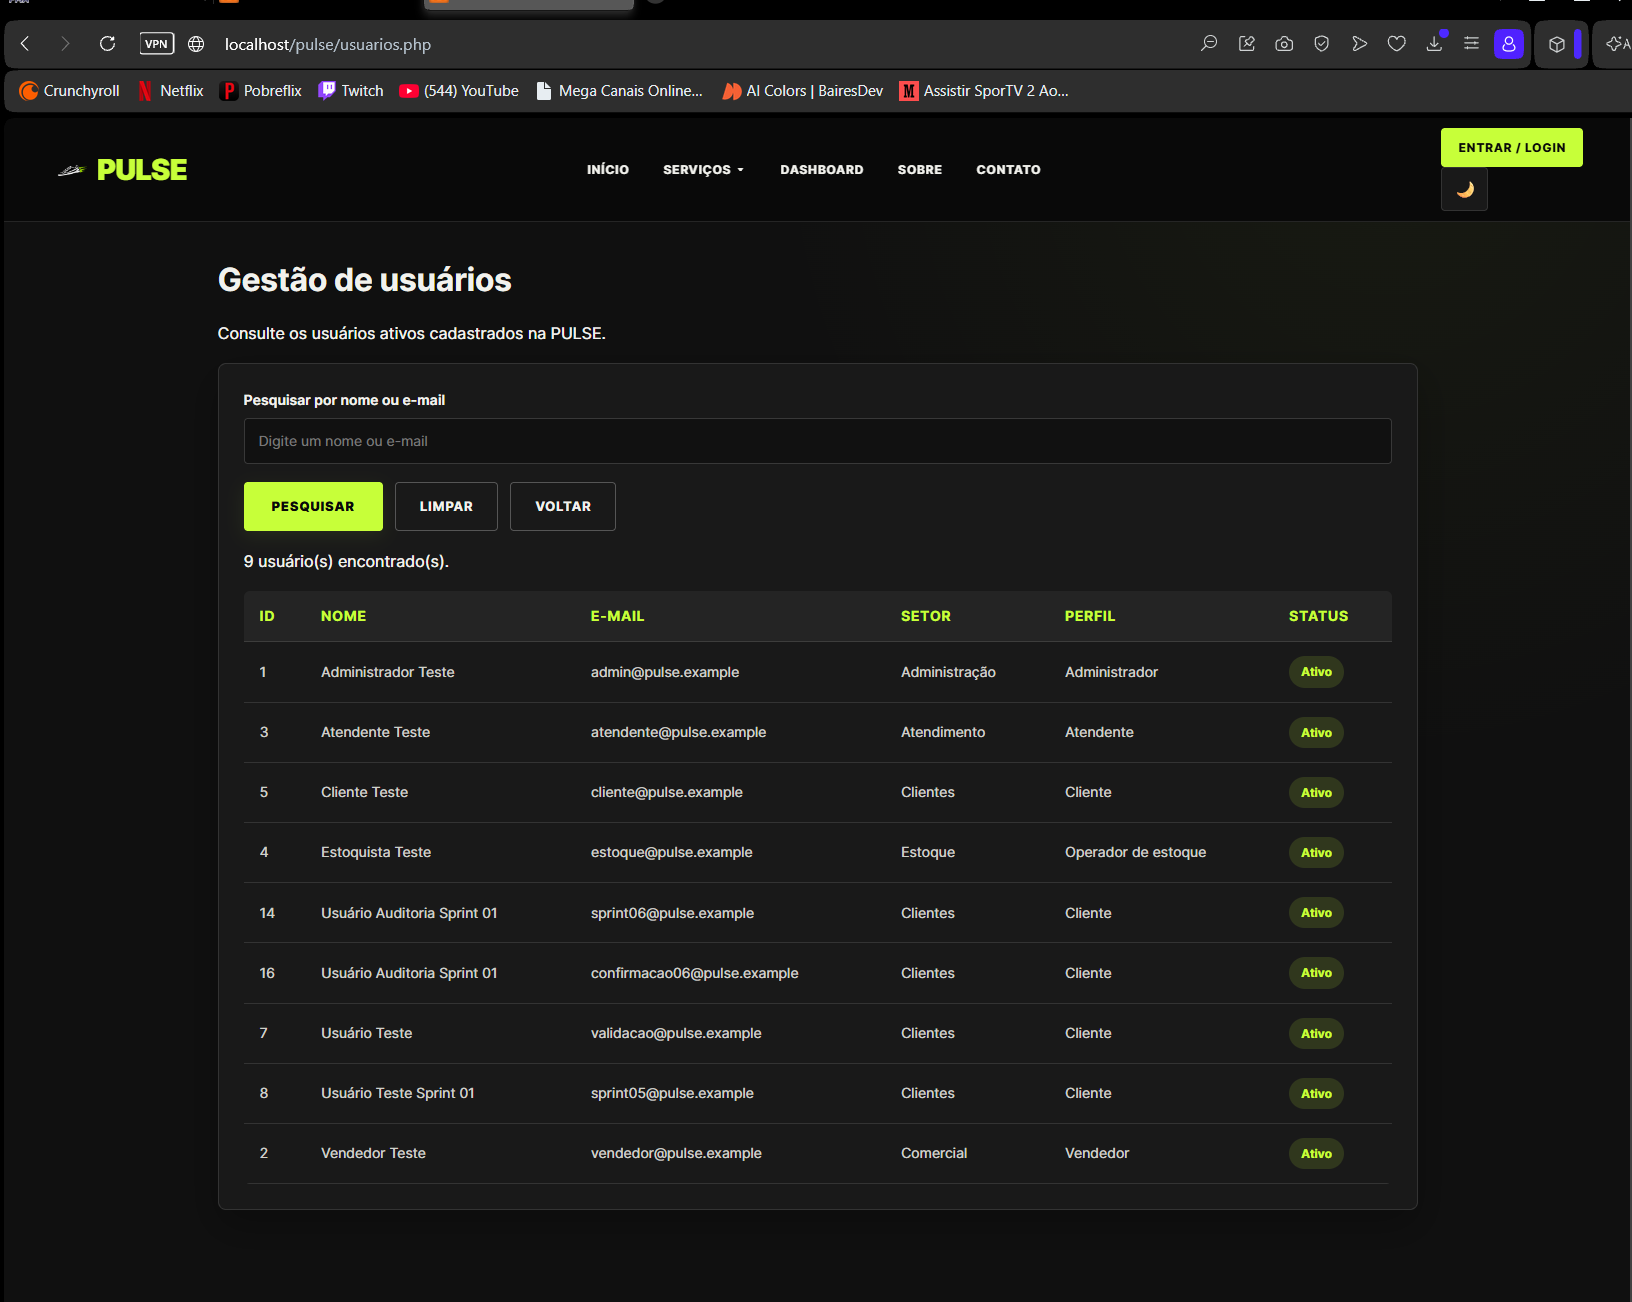 VPN localhost/pulse/usuarios.php
Crunchyroll Netflix Pobreflix Twitch (544) YouTube Mega Canais Online... AI Colors | BairesDev Assistir SporTV 2 Ao...
PULSE INÍCIO SERVIÇOS DASHBOARD SOBRE CONTATO ENTRAR / LOGIN
Gestão de usuários
Consulte os usuários ativos cadastrados na PULSE.
Pesquisar por nome ou e-mail
Digite um nome ou e-mail
PESQUISAR LIMPAR VOLTAR
9 usuário(s) encontrado(s).
ID NOME E-MAIL SETOR PERFIL STATUS
1 Administrador Teste admin@pulse.example Administração Administrador Ativo
3 Atendente Teste atendente@pulse.example Atendimento Atendente Ativo
5 Cliente Teste cliente@pulse.example Clientes Cliente Ativo
4 Estoquista Teste estoque@pulse.example Estoque Operador de estoque Ativo
14 Usuário Auditoria Sprint 01 sprint06@pulse.example Clientes Cliente Ativo
16 Usuário Auditoria Sprint 01 confirmacao06@pulse.example Clientes Cliente Ativo
7 Usuário Teste validacao@pulse.example Clientes Cliente Ativo
8 Usuário Teste Sprint 01 sprint05@pulse.example Clientes Cliente Ativo
2 Vendedor Teste vendedor@pulse.example Comercial Vendedor Ativo